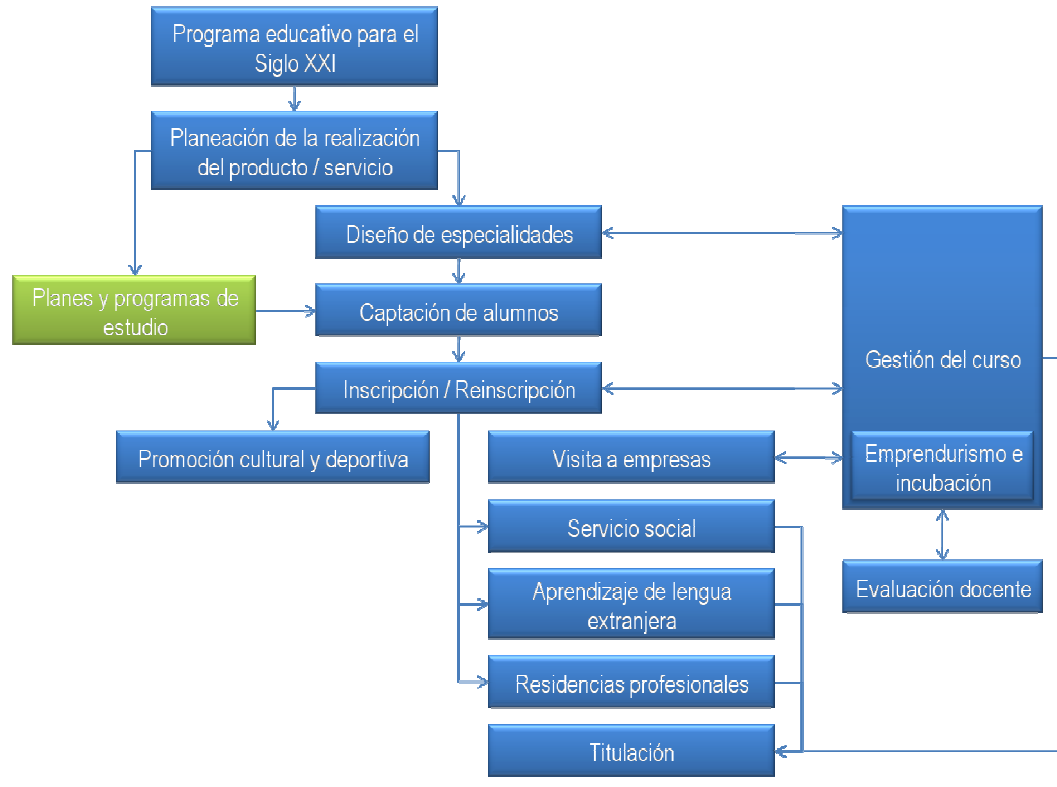 Programa educativo para el
Siglo XXI
Planeación de la realización
del producto / servicio
Diseño de especialidades
Planes y programas de
estudio
Captación de alumnos
Gestión del curso
Inscripción / Reinscripción
Promoción cultural y deportiva
Visita a empresas
Emprendurismo e
incubación
Servicio social
Evaluación docente
Aprendizaje de lengua
extranjera
Residencias profesionales
Titulación